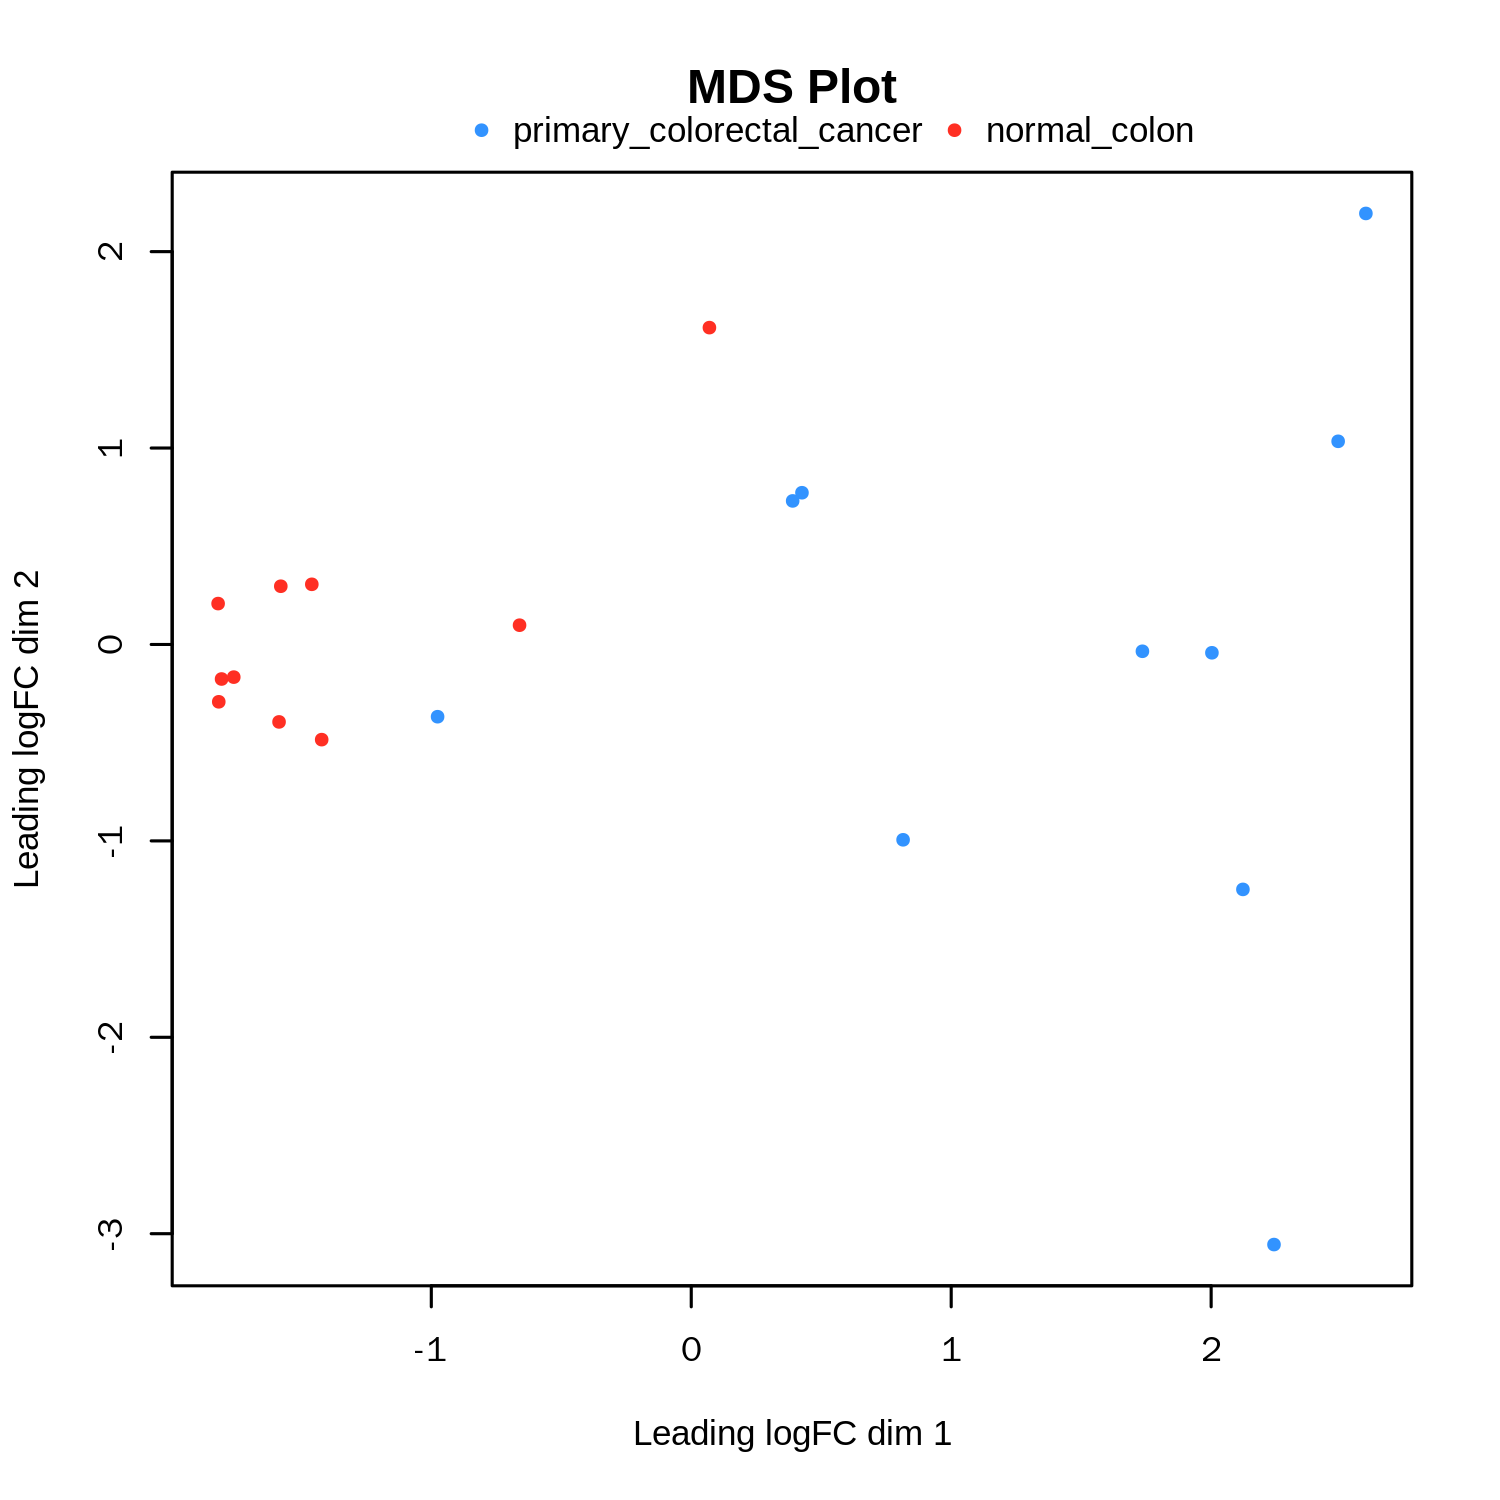 MDS Plot
primary_colorectal_cancer normal_colon
2
1
0
-1
-2
-3
Leading logFC dim 2
-1 0 1 2
Leading logFC dim 1